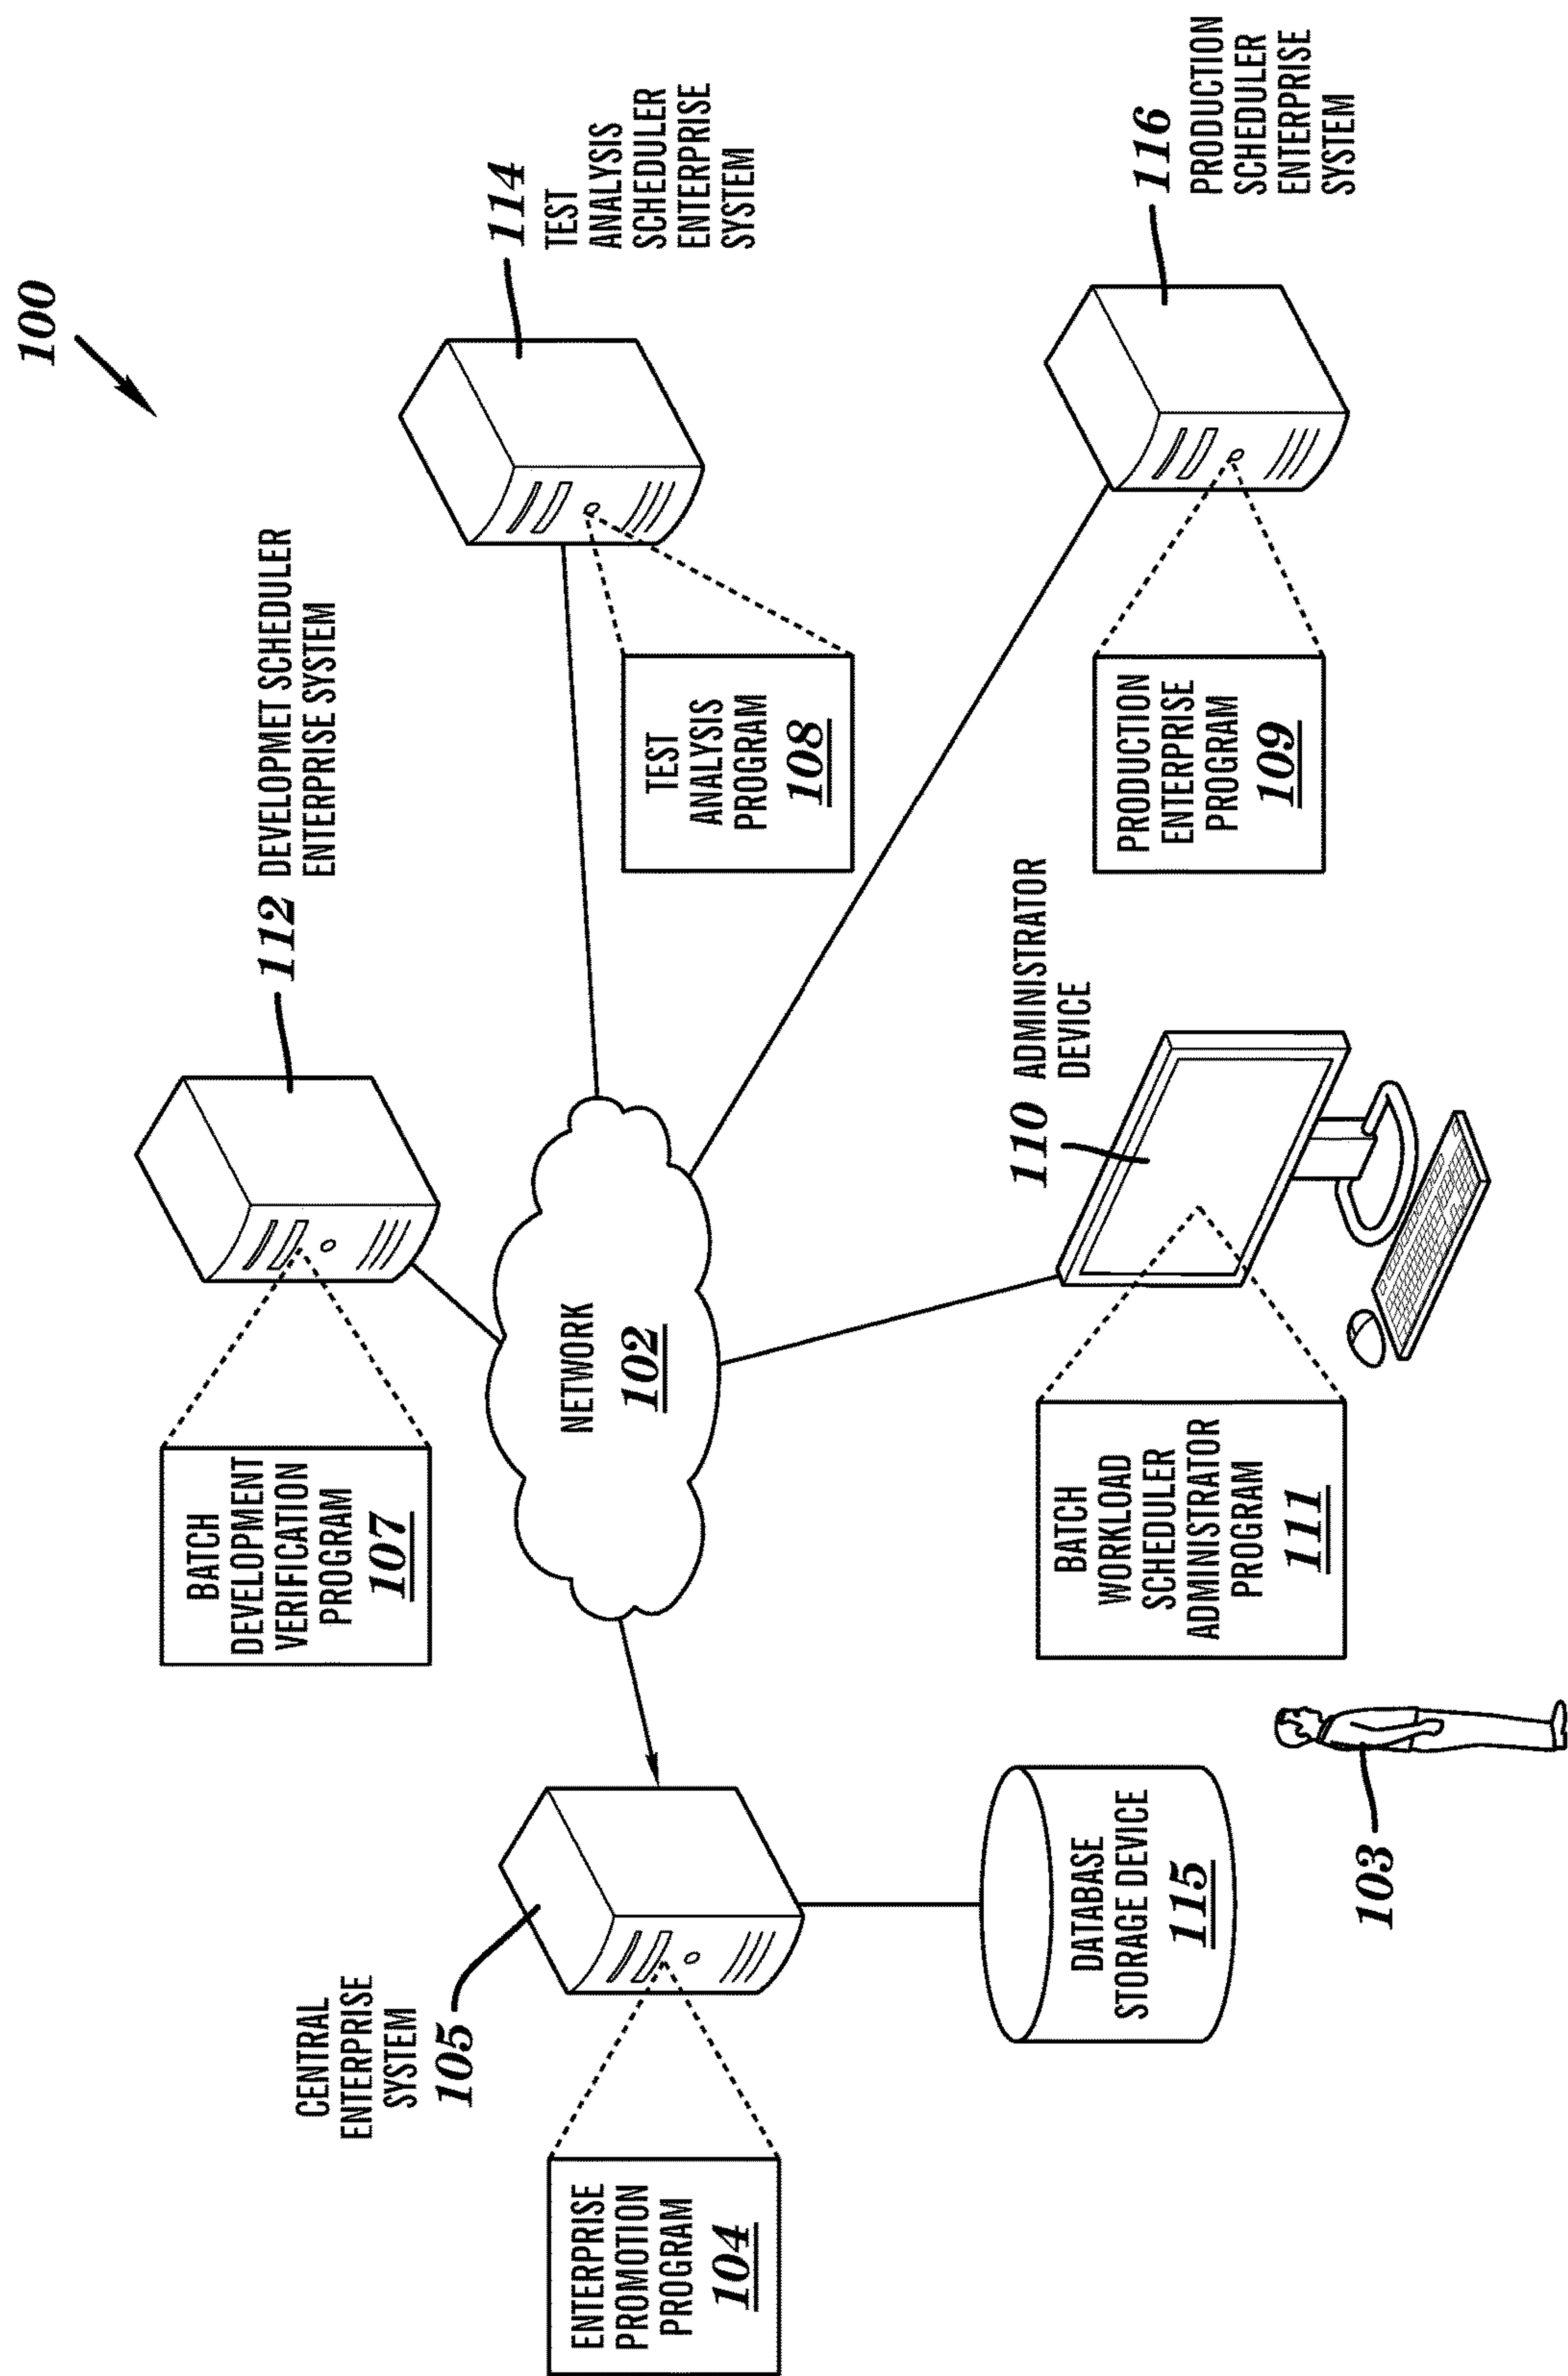 100
112 DEVELOPMET SCHEDULER
ENTERPRISE SYSTEM
114
TEST
ANALYSIS
SCHEDULER
ENTERPRISE
SYSTEM
BATCH
DEVELOPMENT
VERIFICATION
PROGRAM
107
CENTRAL
ENTERPRISE
SYSTEM
105
NETWORK
102
TEST
ANALYSIS
PROGRAM
108
ENTERPRISE
PROMOTION
PROGRAM
104
116
PRODUCTION
SCHEDULER
ENTERPRISE
SYSTEM
110 ADMINISTRATOR
DEVICE
DATABASE
STORAGE DEVICE
115
BATCH
WORKLOAD
SCHEDULER
ADMINISTRATOR
PROGRAM
111
PRODUCTION
ENTERPRISE
PROGRAM
109
103